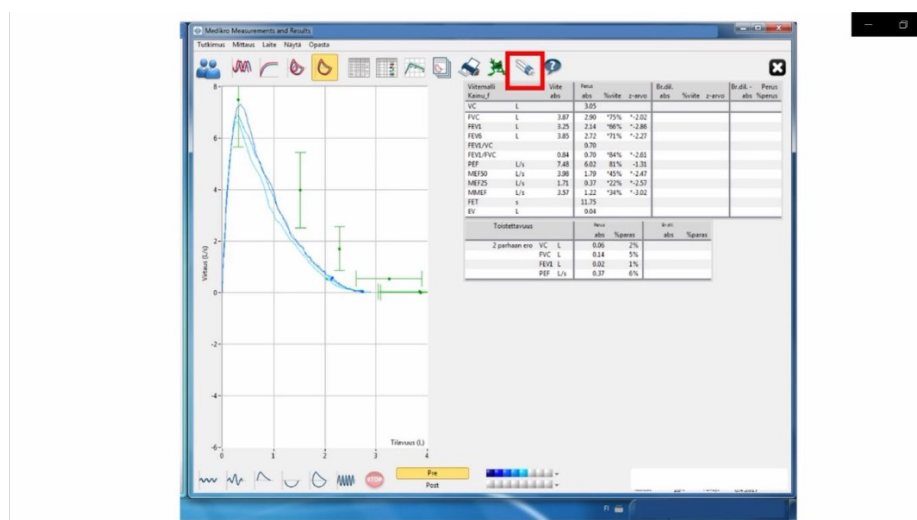 Medikro Measurements and Results
Tutkimus Mittaus Laite Näytä Opasta
Viitemalli Viite Perus Br.dil. Br.dil. - Perus
Kainu_f abs abs %viite z-arvo abs %viite z-arvo abs %perus
VC L 3.05
FVC L 3.87 2.90 *75% *-2.02
FEV1 L 3.25 2.14 *66% *-2.86
FEV6 L 3.85 2.72 *71% *-2.27
FEV1/VC 0.70
FEV1/FVC 0.84 0.70 *84% *-2.61
PEF L/s 7.48 6.02 81% -1.31
MEF50 L/s 3.98 1.79 *45% *-2.47
MEF25 L/s 1.71 0.37 *22% *-2.57
MMEF L/s 3.57 1.22 *34% *-3.02
FET s 11.75
EV L 0.04
Toistettavuus Perus Br.dil.
abs %paras abs %paras
2 parhaan ero VC L 0.06 2%
FVC L 0.14 5%
FEV1 L 0.02 1%
PEF L/s 0.37 6%
8
6
4
2
0
-2
-4
-6
Virtaus (L/s)
Tilavuus (L)
0 1 2 3 4
STOP
Pre
Post
FI